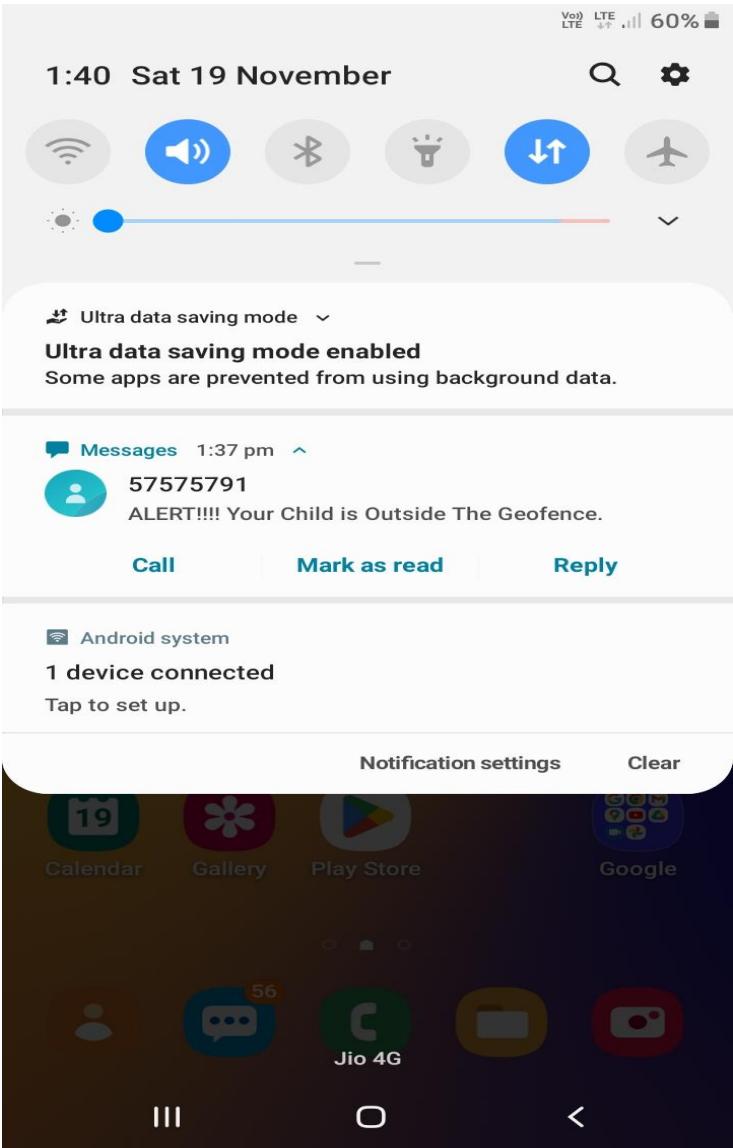 Vo)) LTE LTE 60%
1:40 Sat 19 November
Ultra data saving mode
Ultra data saving mode enabled
Some apps are prevented from using background data.
Messages 1:37 pm
57575791
ALERT!!!! Your Child is Outside The Geofence.
Call Mark as read Reply
Android system
1 device connected
Tap to set up.
Notification settings Clear
19
Calendar Gallery Play Store Google
56
Jio 4G